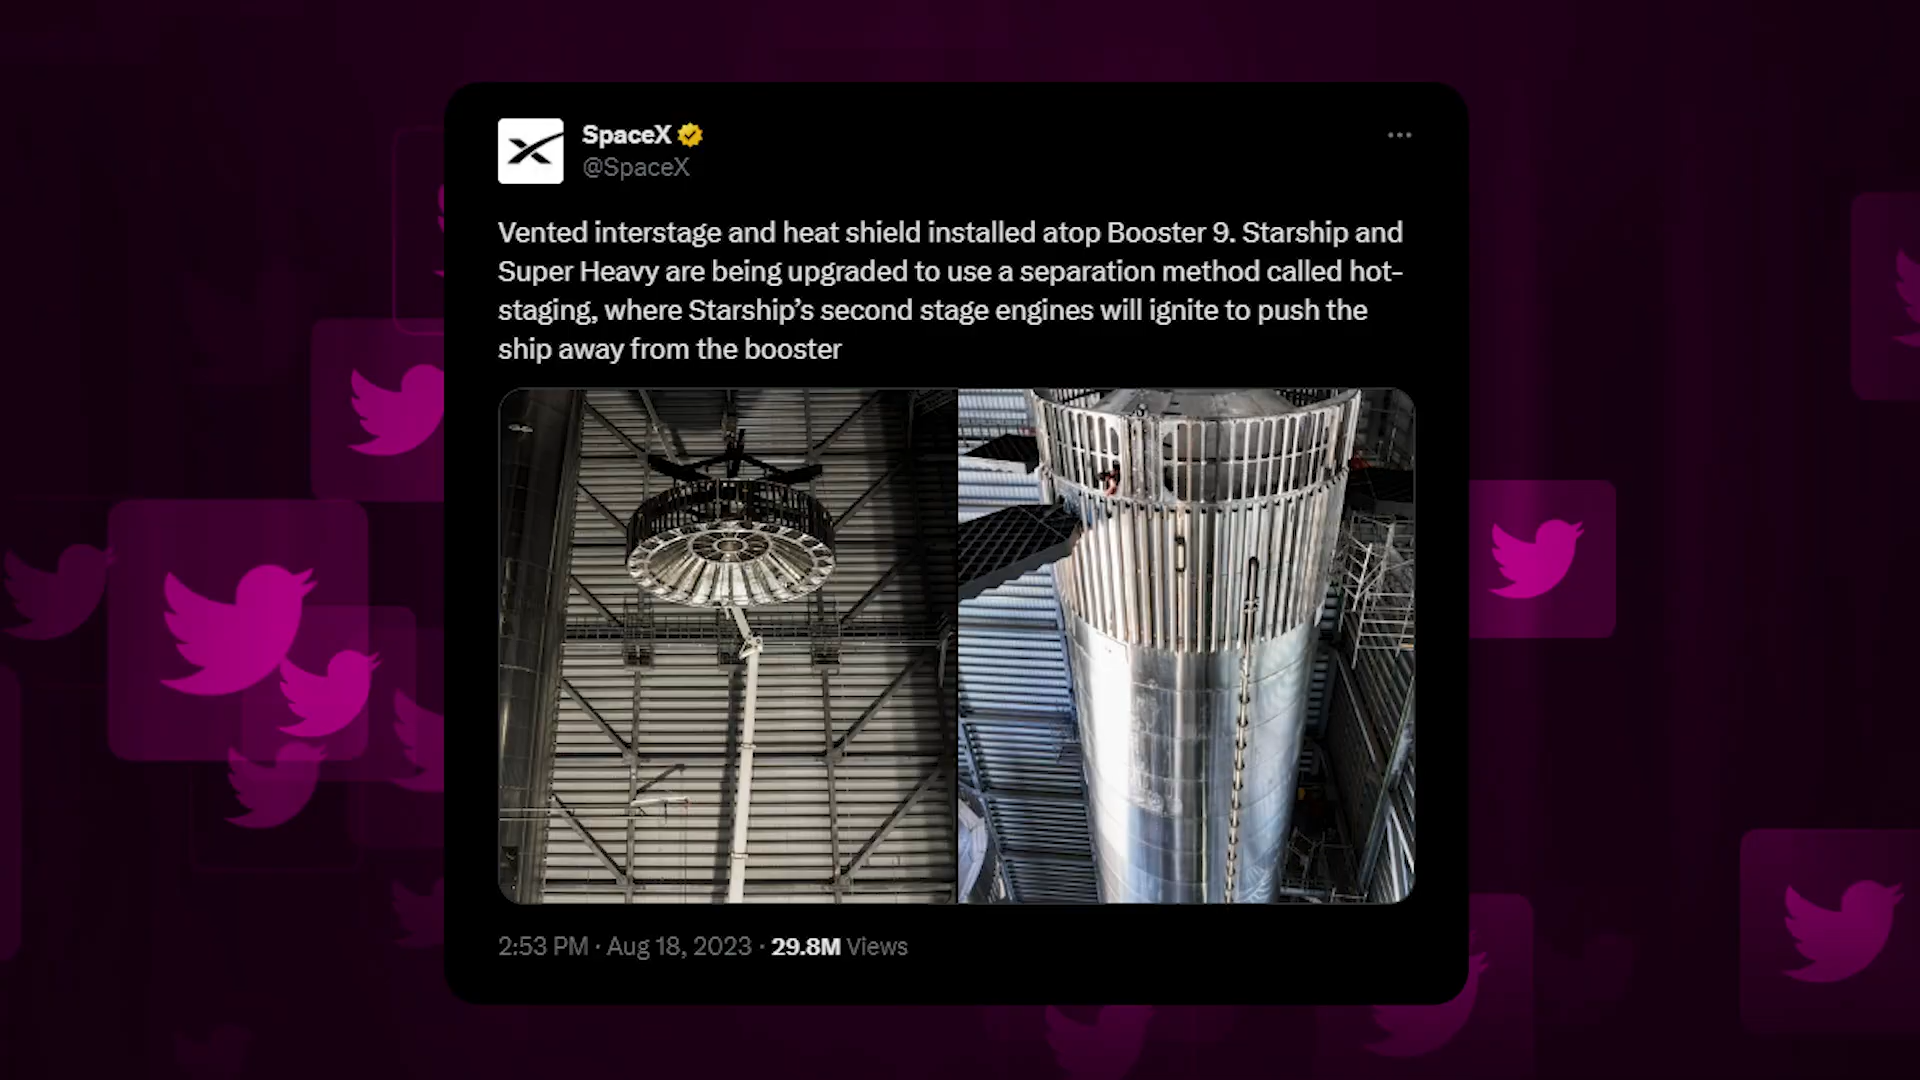 SpaceX
@SpaceX
Vented interstage and heat shield installed atop Booster 9. Starship and
Super Heavy are being upgraded to use a separation method called hot-
staging, where Starship’s second stage engines will ignite to push the
ship away from the booster
2:53 PM · Aug 18, 2023 · 29.8M Views